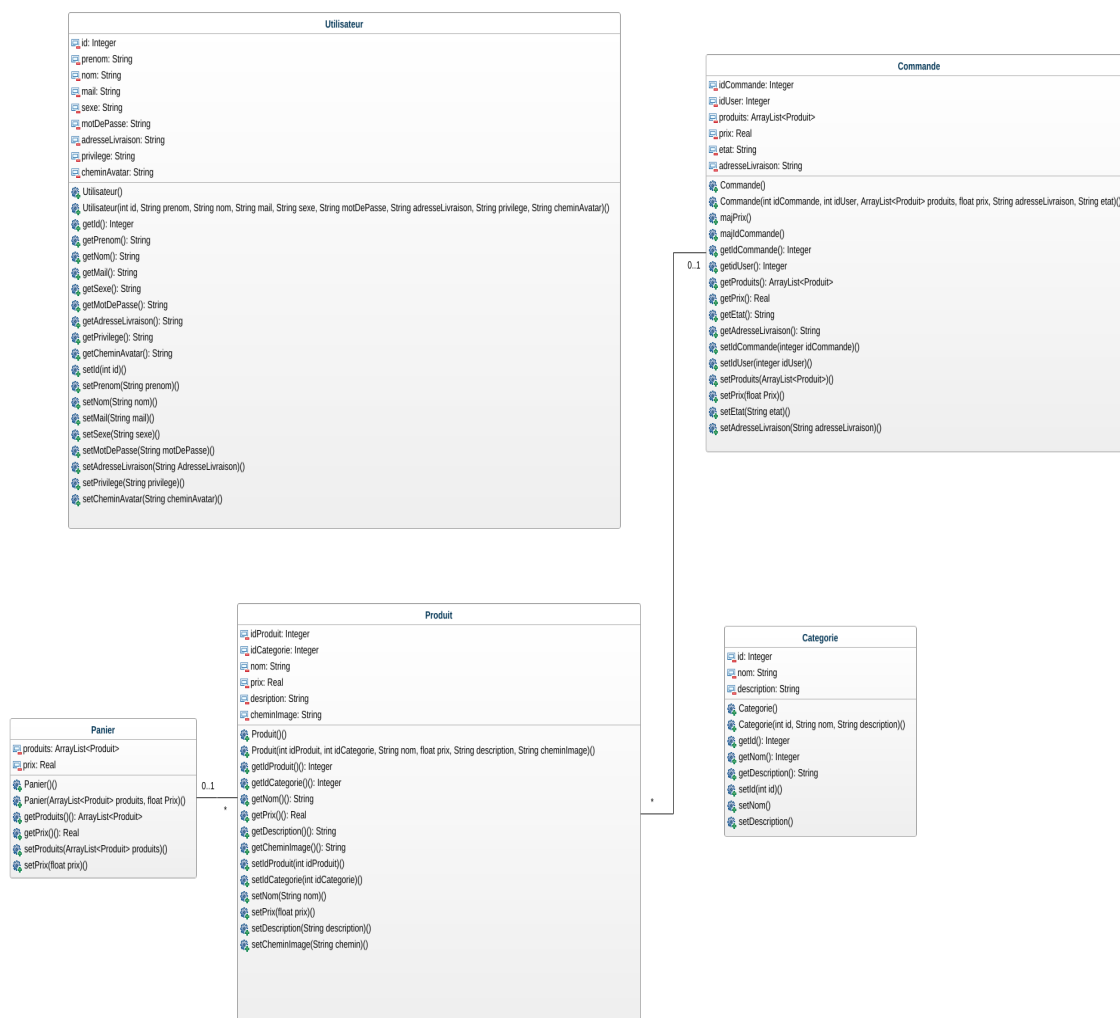 Utilisateur
id: Integer
prenom: String
nom: String
mail: String
sexe: String
motDePasse: String
adresseLivraison: String
privilege: String
cheminAvatar: String
Utilisateur()
Utilisateur(int id, String prenom, String nom, String mail, String sexe, String motDePasse, String adresseLivraison, String privilege, String cheminAvatar)()
getId(): Integer
getPrenom(): String
getNom(): String
getMail(): String
getSexe(): String
getMotDePasse(): String
getAdresseLivraison(): String
getPrivilege(): String
getCheminAvatar(): String
setId(int id)()
setPrenom(String prenom)()
setNom(String nom)()
setMail(String mail)()
setSexe(String sexe)()
setMotDePasse(String motDePasse)()
setAdresseLivraison(String AdresseLivraison)()
setPrivilege(String privilege)()
setCheminAvatar(String cheminAvatar)()
Commande
idCommande: Integer
idUser: Integer
produits: ArrayList<Produit>
prix: Real
etat: String
adresseLivraison: String
Commande()
Commande(int idCommande, int idUser, ArrayList<Produit> produits, float prix, String adresseLivraison, String etat)()
majPrix()
majIdCommande()
getIdCommande(): Integer
getidUser(): Integer
getProduits(): ArrayList<Produit>
getPrix(): Real
getEtat(): String
getAdresseLivraison(): String
setIdCommande(integer idCommande)()
setIdUser(integer idUser)()
setProduits(ArrayList<Produit>)()
setPrix(float Prix)()
setEtat(String etat)()
setAdresseLivraison(String adresseLivraison)()
0..1
*
Panier
produits: ArrayList<Produit>
prix: Real
Panier()()
Panier(ArrayList<Produit> produits, float Prix)()
getProduits()(): ArrayList<Produit>
getPrix()(): Real
setProduits(ArrayList<Produit> produits)()
setPrix(float prix)()
0..1
*
Produit
idProduit: Integer
idCategorie: Integer
nom: String
prix: Real
desription: String
cheminImage: String
Produit()()
Produit(int idProduit, int idCategorie, String nom, float prix, String description, String cheminImage)()
getIdProduit()(): Integer
getIdCategorie()(): Integer
getNom()(): String
getPrix()(): Real
getDescription()(): String
getCheminImage()(): String
setIdProduit(int idProduit)()
setIdCategorie(int idCategorie)()
setNom(String nom)()
setPrix(float prix)()
setDescription(String description)()
setCheminImage(String chemin)()
Categorie
id: Integer
nom: String
description: String
Categorie()
Categorie(int id, String nom, String description)()
getId(): Integer
getNom(): Integer
getDescription(): String
setId(int id)()
setNom()
setDescription()